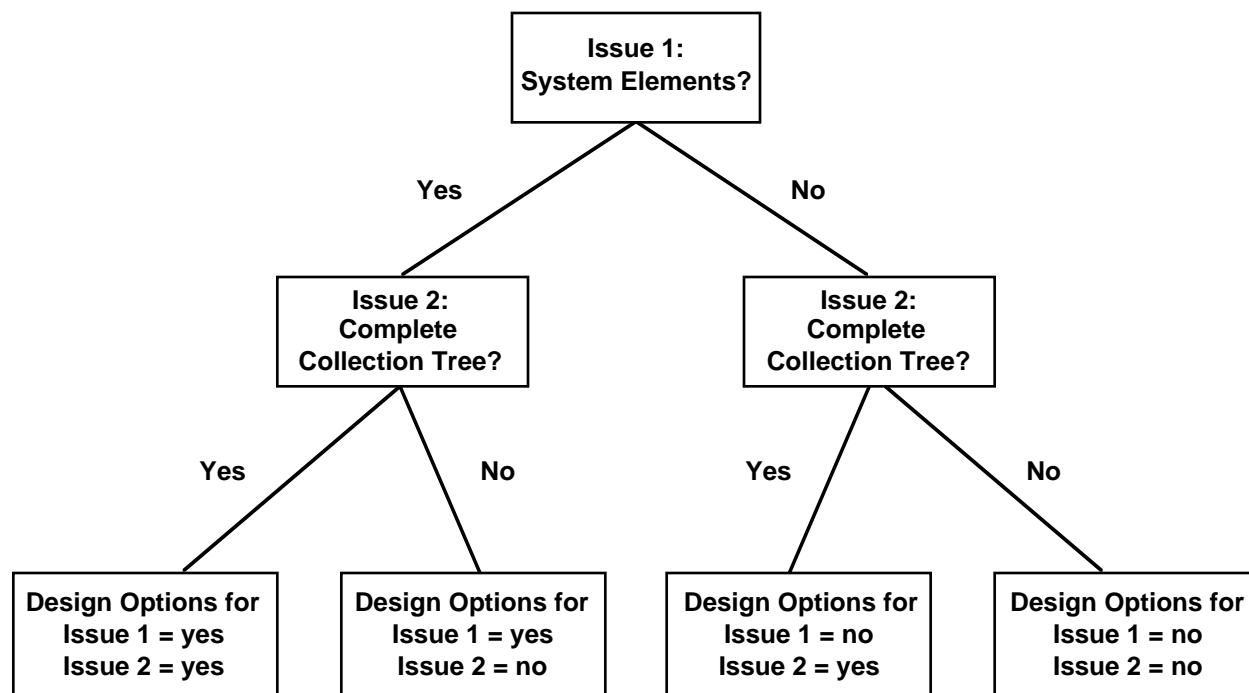 Issue 1:
System Elements?
Yes
No
Issue 2:
Complete
Collection Tree?
Issue 2:
Complete
Collection Tree?
Yes
No
Yes
No
Design Options for
Issue 1 = yes
Issue 2 = yes
Design Options for
Issue 1 = yes
Issue 2 = no
Design Options for
Issue 1 = no
Issue 2 = yes
Design Options for
Issue 1 = no
Issue 2 = no